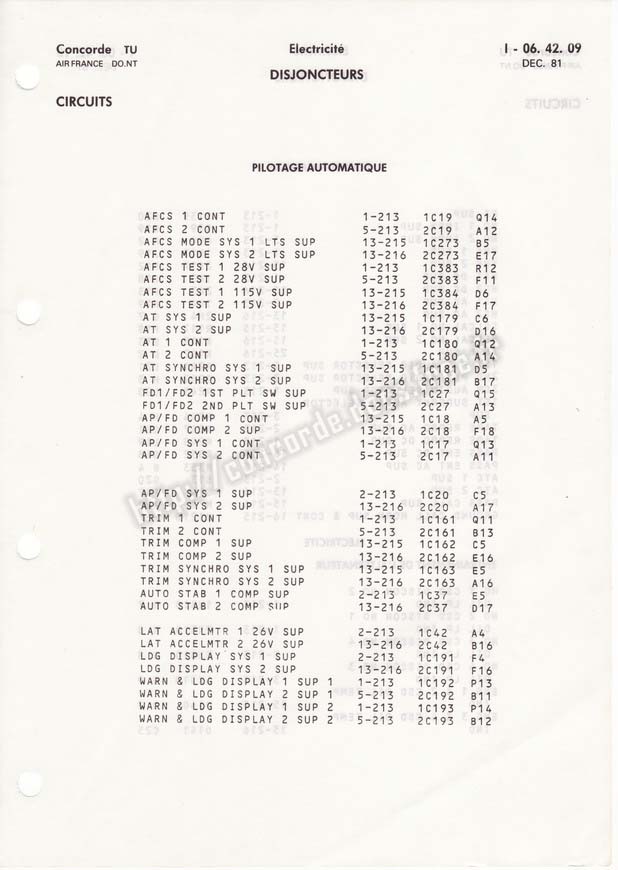 Concorde TU Electricité I - 06. 42. 09
AIR FRANCE DO.NT DISJONCTEURS DEC. 81
CIRCUITS
PILOTAGE AUTOMATIQUE
AFCS 1 CONT 1-213 1C19 Q14
AFCS 2 CONT 5-213 2C19 A12
AFCS MODE SYS 1 LTS SUP 13-215 1C273 B5
AFCS MODE SYS 2 LTS SUP 13-216 2C273 E17
AFCS TEST 1 28V SUP 1-213 1C383 R12
AFCS TEST 2 28V SUP 5-213 2C383 F11
AFCS TEST 1 115V SUP 13-215 1C384 D6
AFCS TEST 2 115V SUP 13-216 2C384 F17
AT SYS 1 SUP 13-215 1C179 C6
AT SYS 2 SUP 13-216 2C179 D16
AT 1 CONT 1-213 1C180 Q12
AT 2 CONT 5-213 2C180 A14
AT SYNCHRO SYS 1 SUP 13-215 1C181 D5
AT SYNCHRO SYS 2 SUP 13-216 2C181 B17
FD1/FD2 1ST PLT SW SUP 1-213 1C27 Q15
FD1/FD2 2ND PLT SW SUP 5-213 2C27 A13
AP/FD COMP 1 CONT 13-215 1C18 A5
AP/FD COMP 2 SUP 13-216 2C18 F18
AP/FD SYS 1 CONT 1-213 1C17 Q13
AP/FD SYS 2 CONT 5-213 2C17 A11
AP/FD SYS 1 SUP 2-213 1C20 C5
AP/FD SYS 2 SUP 13-216 2C20 A17
TRIM 1 CONT 1-213 1C161 Q11
TRIM 2 CONT 5-213 2C161 B13
TRIM COMP 1 SUP 13-215 1C162 C5
TRIM COMP 2 SUP 13-216 2C162 E16
TRIM SYNCHRO SYS 1 SUP 13-215 1C163 E5
TRIM SYNCHRO SYS 2 SUP 13-216 2C163 A16
AUTO STAB 1 COMP SUP 2-213 1C37 E5
AUTO STAB 2 COMP SUP 13-216 2C37 D17
LAT ACCELMTR 1 26V SUP 2-213 1C42 A4
LAT ACCELMTR 2 26V SUP 13-216 2C42 B16
LDG DISPLAY SYS 1 SUP 2-213 1C191 F4
LDG DISPLAY SYS 2 SUP 13-216 2C191 F16
WARN & LDG DISPLAY 1 SUP 1 1-213 1C192 P13
WARN & LDG DISPLAY 2 SUP 1 5-213 2C192 B11
WARN & LDG DISPLAY 1 SUP 2 1-213 1C193 P14
WARN & LDG DISPLAY 2 SUP 2 5-213 2C193 B12